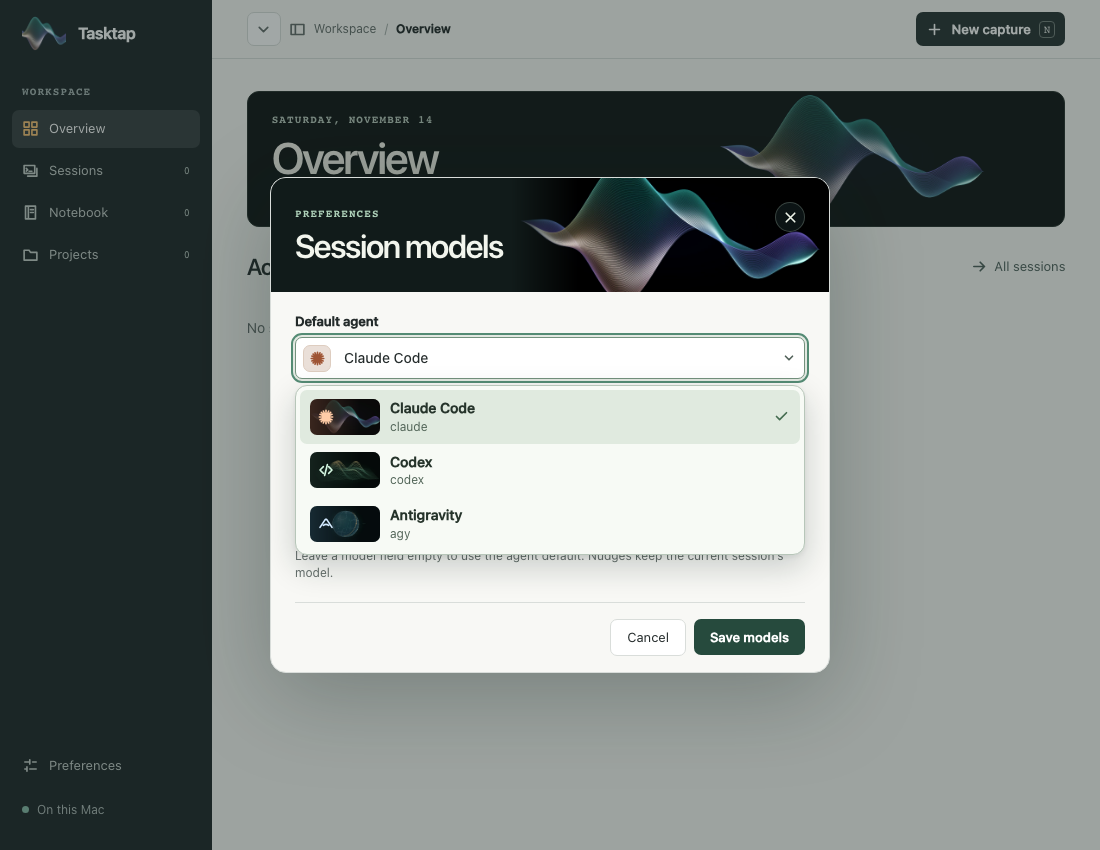 Tasktap
Workspace / Overview
New capture N
WORKSPACE
Overview
Sessions 0
Notebook 0
Projects 0
SATURDAY, NOVEMBER 14
Overview
All sessions
No
PREFERENCES
Session models
Default agent
Claude Code
Claude Code
claude
Codex
codex
Antigravity
agy
Leave a model field empty to use the agent default. Nudges keep the current session's
model.
Cancel
Save models
Preferences
On this Mac